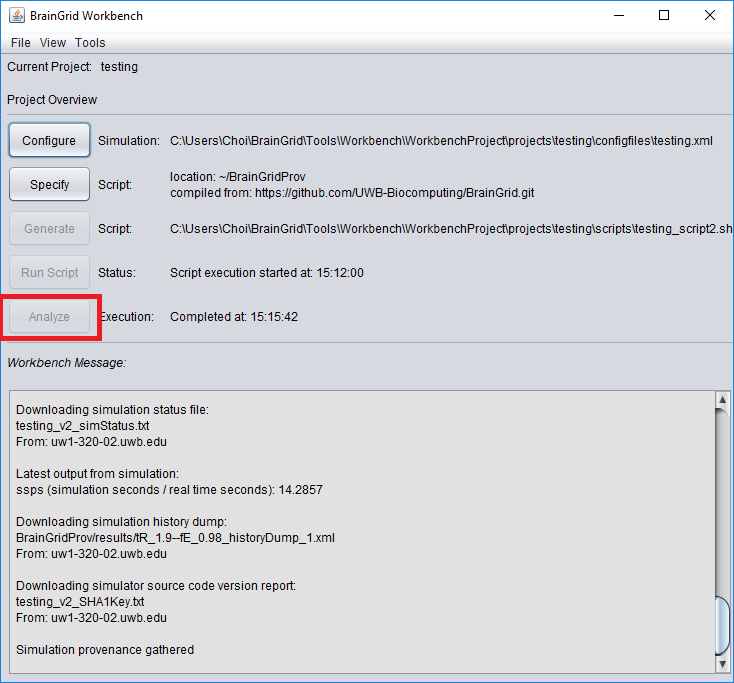 BrainGrid Workbench
File View Tools
Current Project: testing
Project Overview
Configure Simulation: C:\Users\Choi\BrainGrid\Tools\Workbench\WorkbenchProject\projects\testing\configfiles\testing.xml
Specify Script: location: ~/BrainGridProv
compiled from: https://github.com/UWB-Biocomputing/BrainGrid.git
Generate Script: C:\Users\Choi\BrainGrid\Tools\Workbench\WorkbenchProject\projects\testing\scripts\testing_script2.sh
Run Script Status: Script execution started at: 15:12:00
Analyze Execution: Completed at: 15:15:42
Workbench Message:
Downloading simulation status file:
testing_v2_simStatus.txt
From: uw1-320-02.uwb.edu
Latest output from simulation:
ssps (simulation seconds / real time seconds): 14.2857
Downloading simulation history dump:
BrainGridProv/results/tR_1.9--fE_0.98_historyDump_1.xml
From: uw1-320-02.uwb.edu
Downloading simulator source code version report:
testing_v2_SHA1Key.txt
From: uw1-320-02.uwb.edu
Simulation provenance gathered